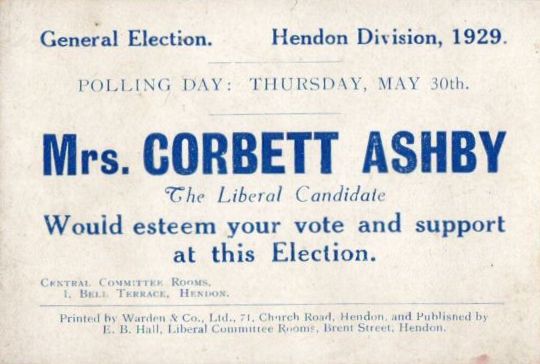 General Election. Hendon Division, 1929.
POLLING DAY: THURSDAY, MAY 30th.
Mrs. CORBETT ASHBY
The Liberal Candidate
Would esteem your vote and support
at this Election.
CENTRAL COMMITTEE ROOMS,
1, BELL TERRACE, HENDON.
Printed by Warden & Co., Ltd., 71, Church Road, Hendon, and Published by
E. B. Hall, Liberal Committee Rooms, Brent Street, Hendon.